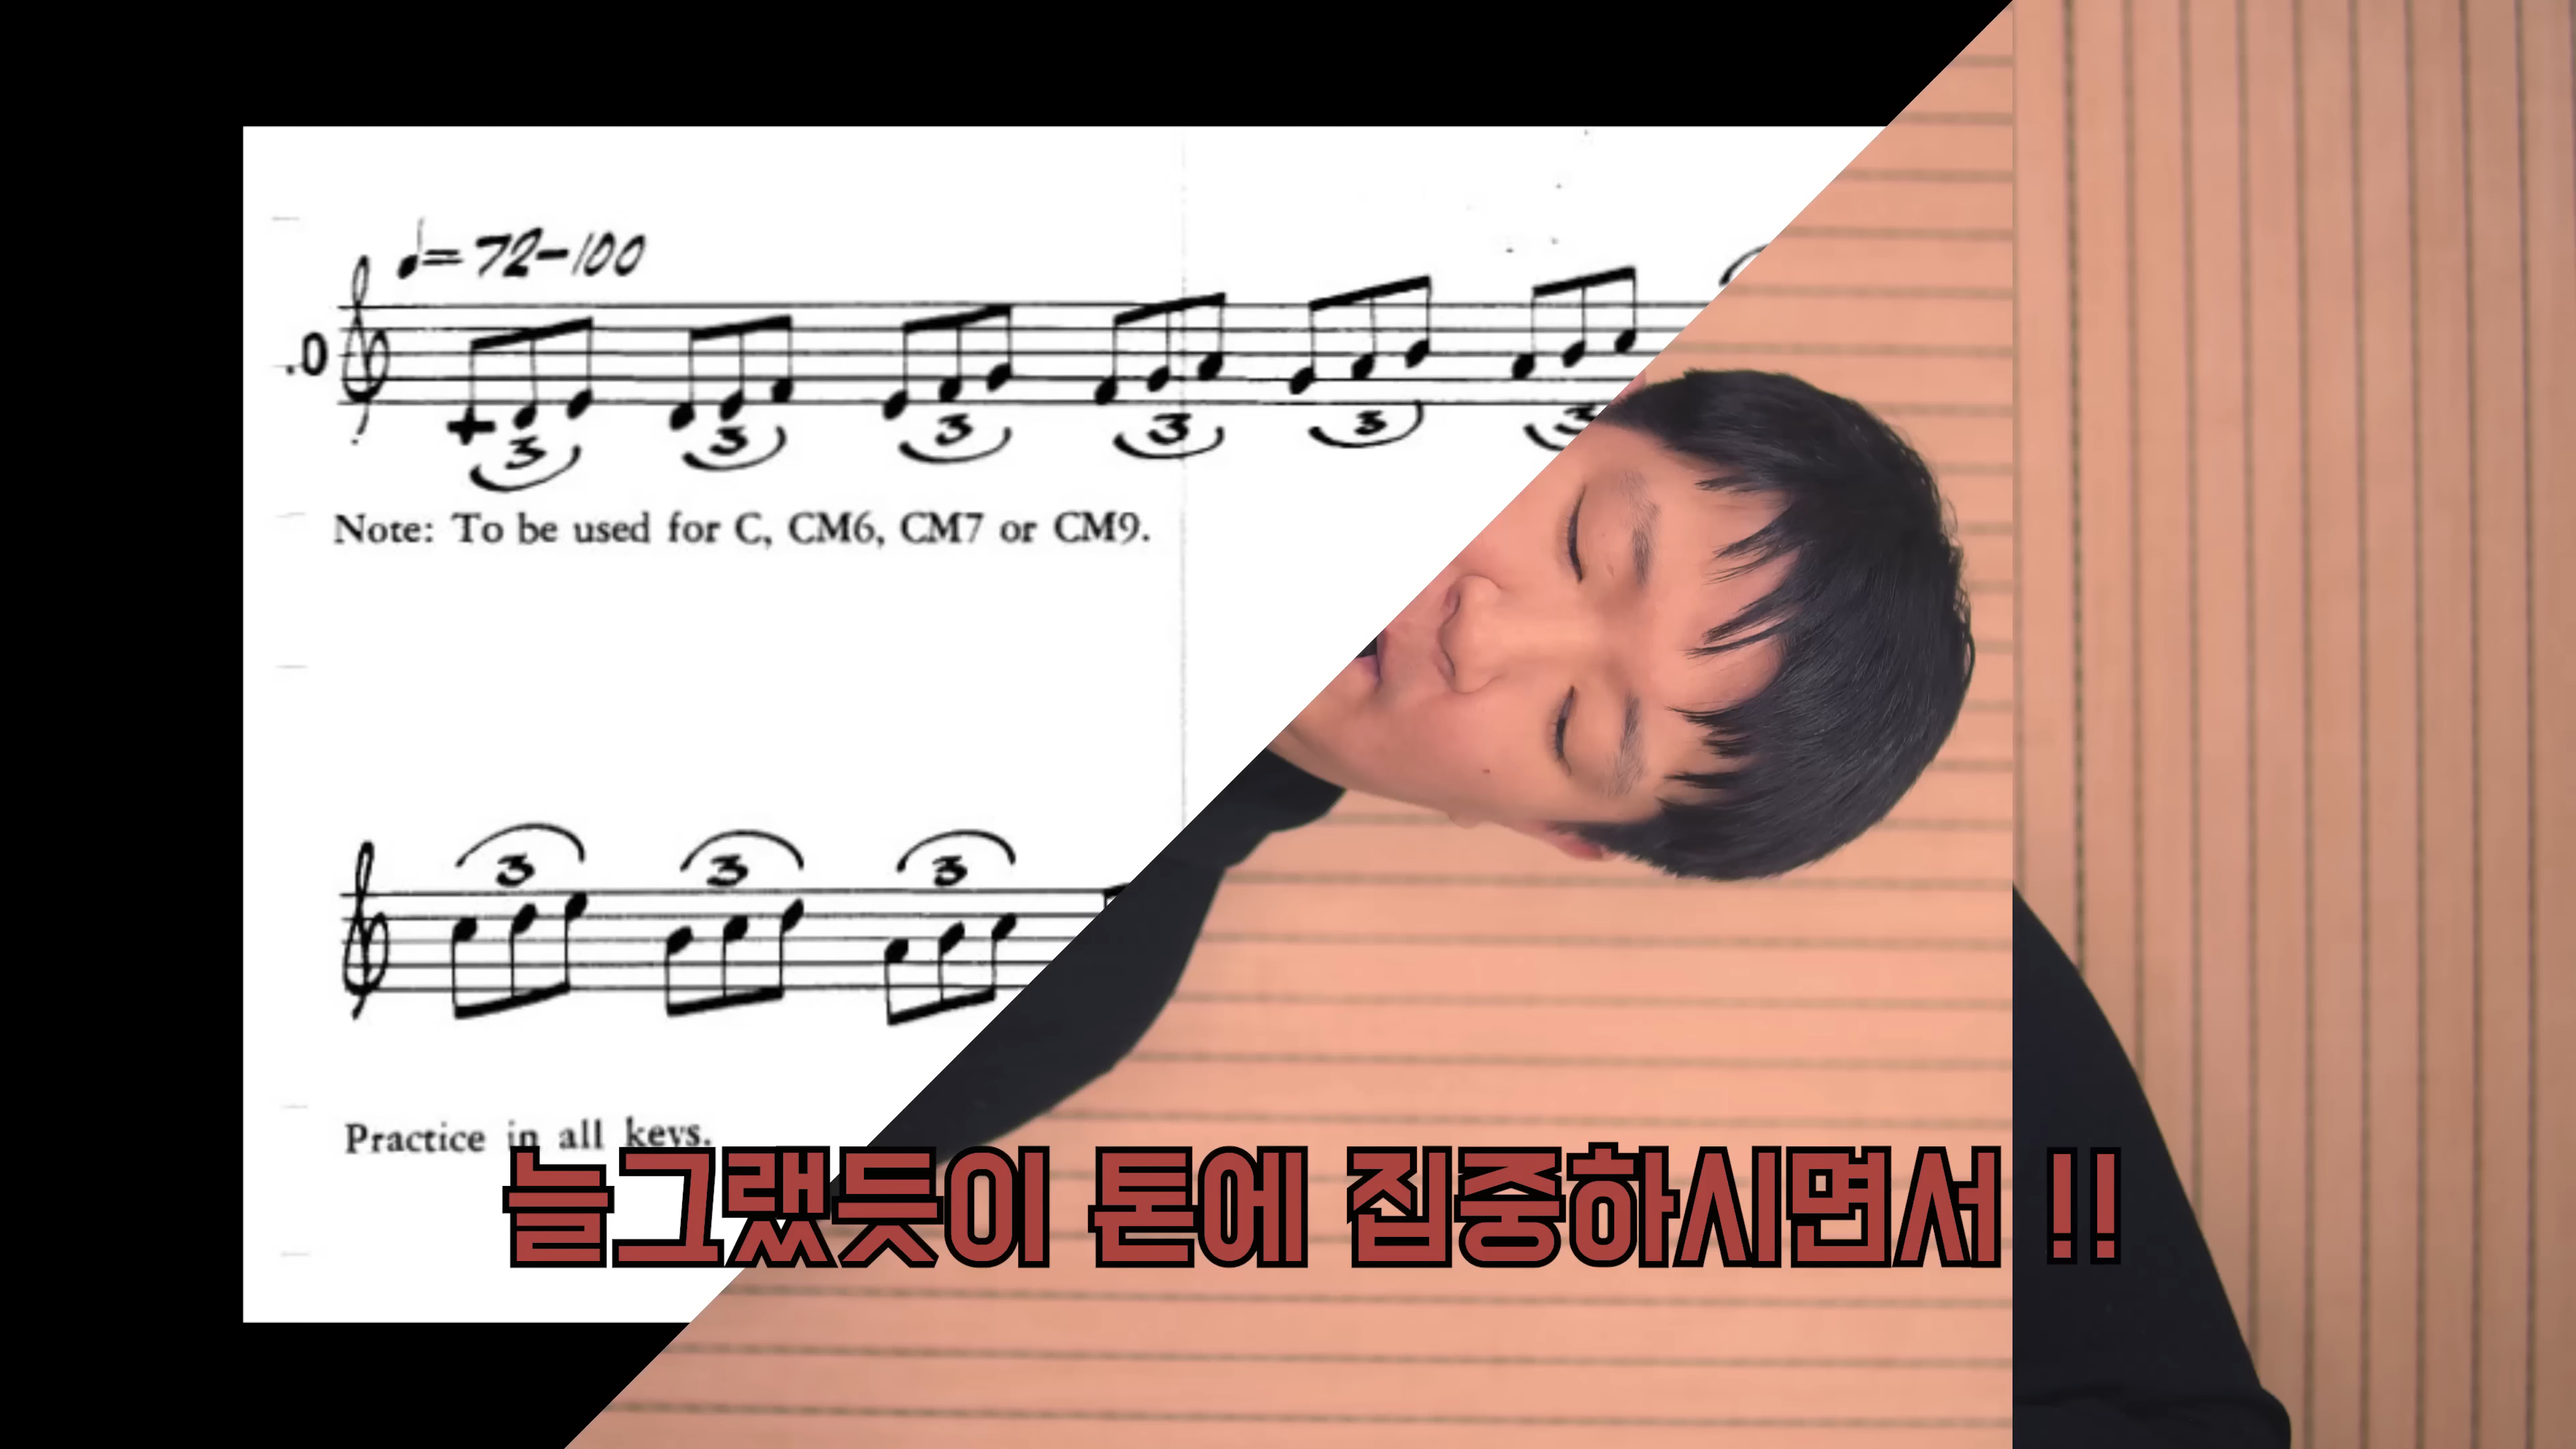 ♩= 72-100
.0
3 3 3 3 3 3
Note: To be used for C, CM6, CM7 or CM9.
3 3 3
Practice in all keys.
늘그랬듯이 톤에 집중하시면서 !!